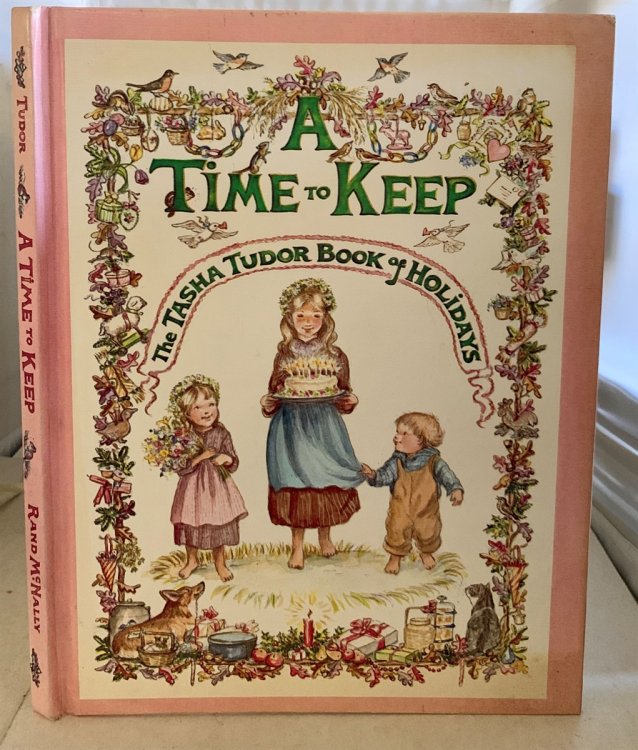 A
TIME TO KEEP
The TASHA TUDOR BOOK of HOLIDAYS
TUDOR A TIME TO KEEP RAND MCNALLY